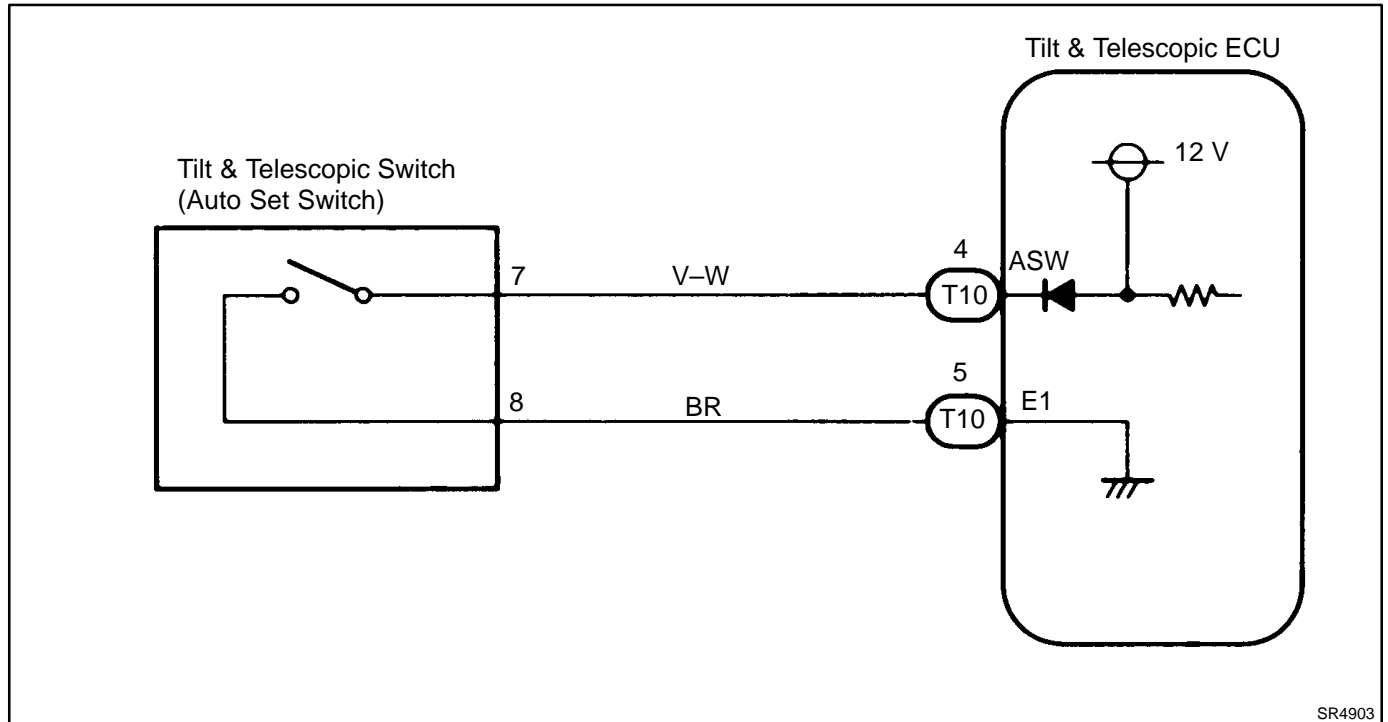 Tilt & Telescopic ECU
12 V
Tilt & Telescopic Switch
(Auto Set Switch)
7
V–W
4
T10
ASW
8
BR
5
T10
E1
SR4903